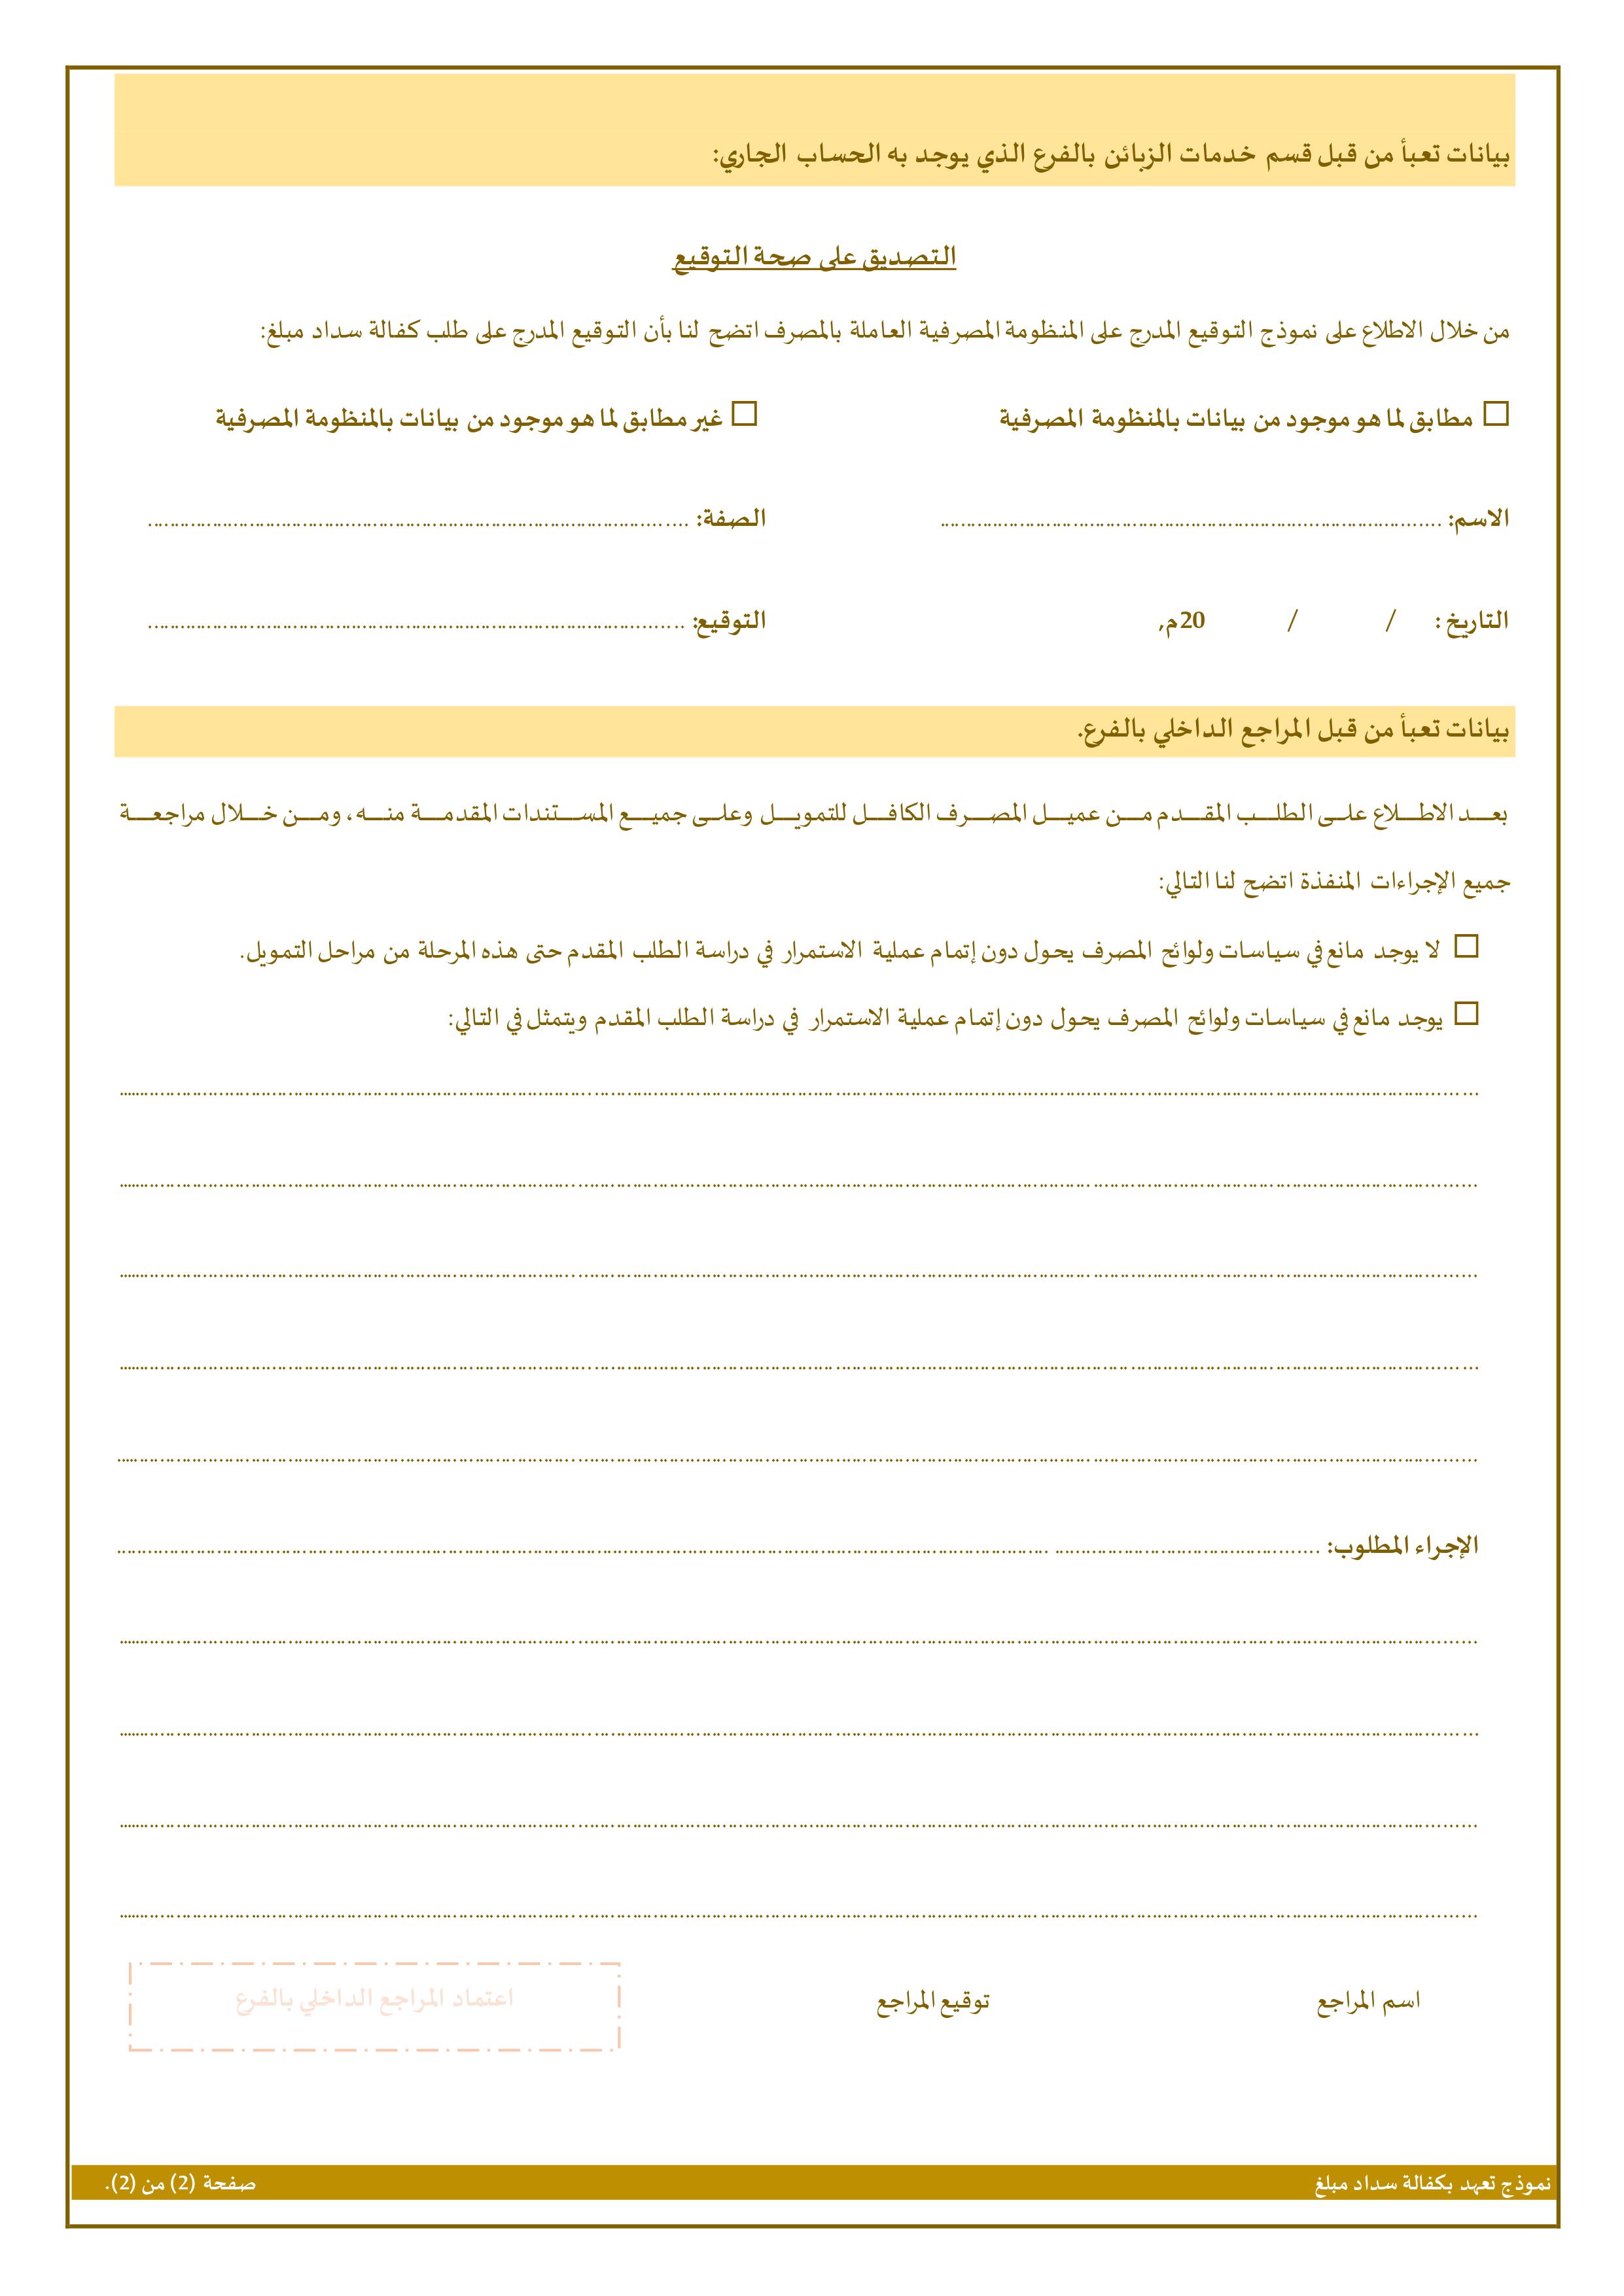 بيانات تعبأ من قبل قسم خدمات الزبائن بالفرع الذي يوجد به الحساب الجاري:
التصديق على صحة التوقيع
من خلال الاطلاع على نموذج التوقيع المدرج على المنظومة المصرفية العاملة بالمصرف اتضح لنا بأن التوقيع المدرج على طلب كفالة سداد مبلغ:
□ مطابق لما هو موجود من بيانات بالمنظومة المصرفية □ غير مطابق لما هو موجود من بيانات بالمنظومة المصرفية
الاسم: ........................................ الصفة: ........................................
التاريخ : / / 20م, التوقيع: ........................................
بيانات تعبأ من قبل المراجع الداخلي بالفرع.
بعد الاطلاع على الطلب المقدم من عميل المصرف الكافل للتمويل وعلى جميع المستندات المقدمة منه، ومن خلال مراجعة
جميع الإجراءات المنفذة اتضح لنا التالي:
□ لا يوجد مانع في سياسات ولوائح المصرف يحول دون إتمام عملية الاستمرار في دراسة الطلب المقدم حتى هذه المرحلة من مراحل التمويل.
□ يوجد مانع في سياسات ولوائح المصرف يحول دون إتمام عملية الاستمرار في دراسة الطلب المقدم ويتمثل في التالي:
الإجراء المطلوب: ........................................
اسم المراجع توقيع المراجع اعتماد المراجع الداخلي بالفرع
نموذج تعهد بكفالة سداد مبلغ صفحة (2) من (2).